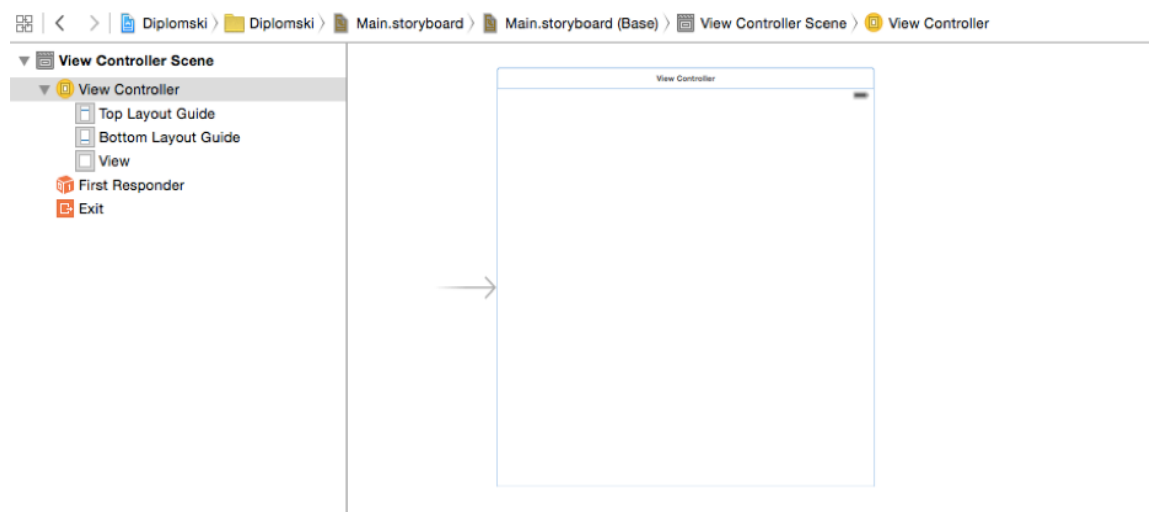 Diplomski Diplomski Main.storyboard Main.storyboard (Base) View Controller Scene View Controller
View Controller Scene
View Controller
View Controller
Top Layout Guide
Bottom Layout Guide
View
First Responder
Exit